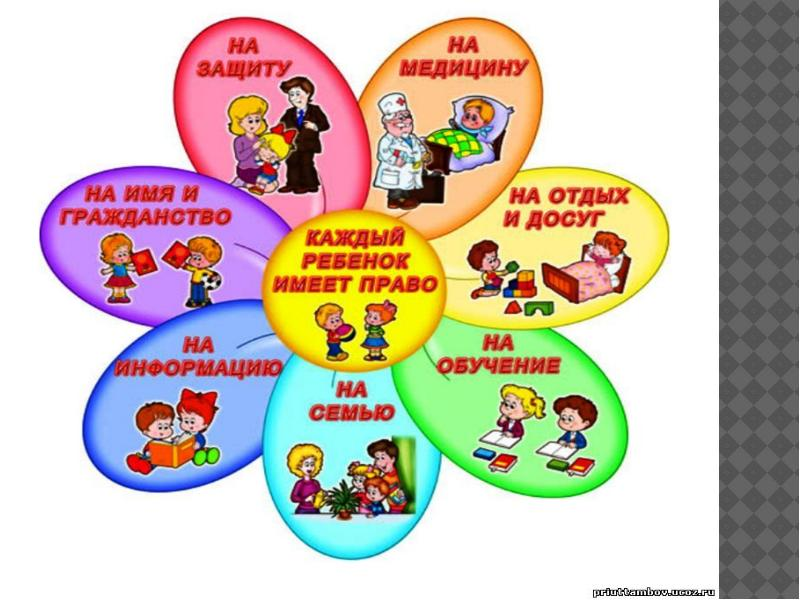 НА
ЗАЩИТУ
НА
МЕДИЦИНУ
НА ИМЯ И
ГРАЖДАНСТВО
НА ОТДЫХ
И ДОСУГ
КАЖДЫЙ
РЕБЕНОК
ИМЕЕТ ПРАВО
НА
ИНФОРМАЦИЮ
НА
СЕМЬЮ
НА
ОБУЧЕНИЕ
priuttambov.ucoz.ru